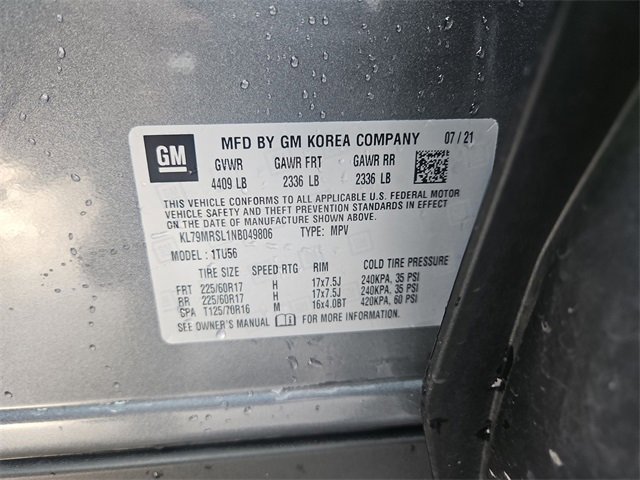 GM
MFD BY GM KOREA COMPANY 07 / 21
GVWR GAWR FRT GAWR RR
4409 LB 2336 LB 2336 LB
THIS VEHICLE CONFORMS TO ALL APPLICABLE U.S. FEDERAL MOTOR
VEHICLE SAFETY AND THEFT PREVENTION STANDARDS IN EFFECT
ON THE DATE OF MANUFACTURE SHOWN ABOVE.
KL79MRSL1NB049806 TYPE: MPV
MODEL : 1TU56
TIRE SIZE SPEED RTG RIM COLD TIRE PRESSURE
FRT 225/60R17 H 17x7.5J 240KPA, 35 PSI
RR 225/60R17 H 17x7.5J 240KPA, 35 PSI
SPA T125/70R16 M 16x4.0BT 420KPA, 60 PSI
SEE OWNER'S MANUAL FOR MORE INFORMATION.